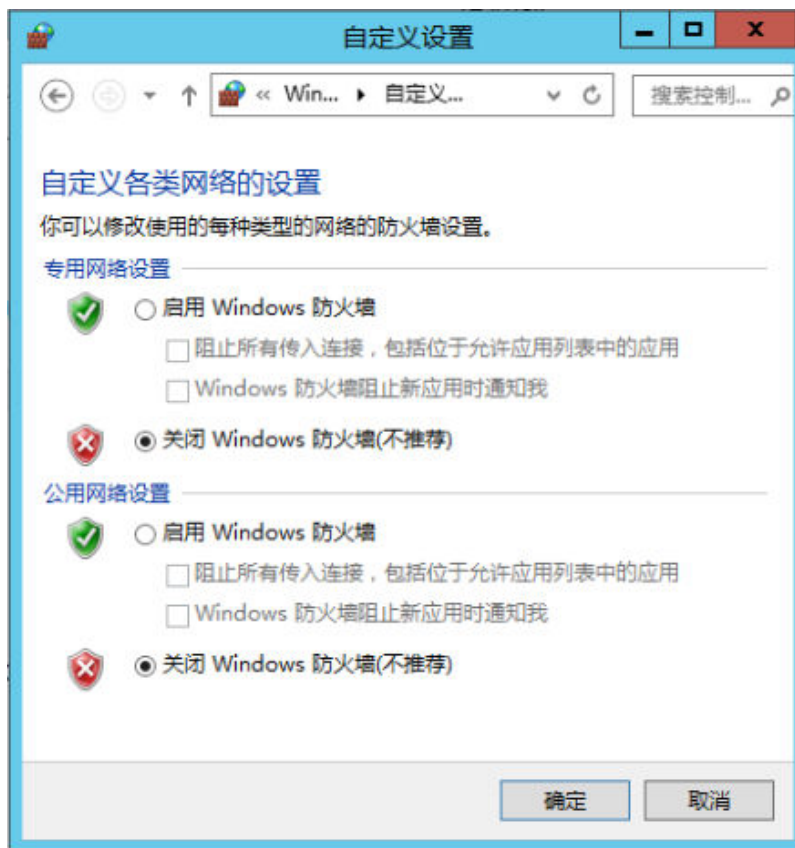 自定义设置
« Win... 自定义... 搜索控制...
自定义各类网络的设置
你可以修改使用的每种类型的网络的防火墙设置。
专用网络设置
启用 Windows 防火墙
阻止所有传入连接，包括位于允许应用列表中的应用
Windows 防火墙阻止新应用时通知我
关闭 Windows 防火墙(不推荐)
公用网络设置
启用 Windows 防火墙
阻止所有传入连接，包括位于允许应用列表中的应用
Windows 防火墙阻止新应用时通知我
关闭 Windows 防火墙(不推荐)
确定 取消